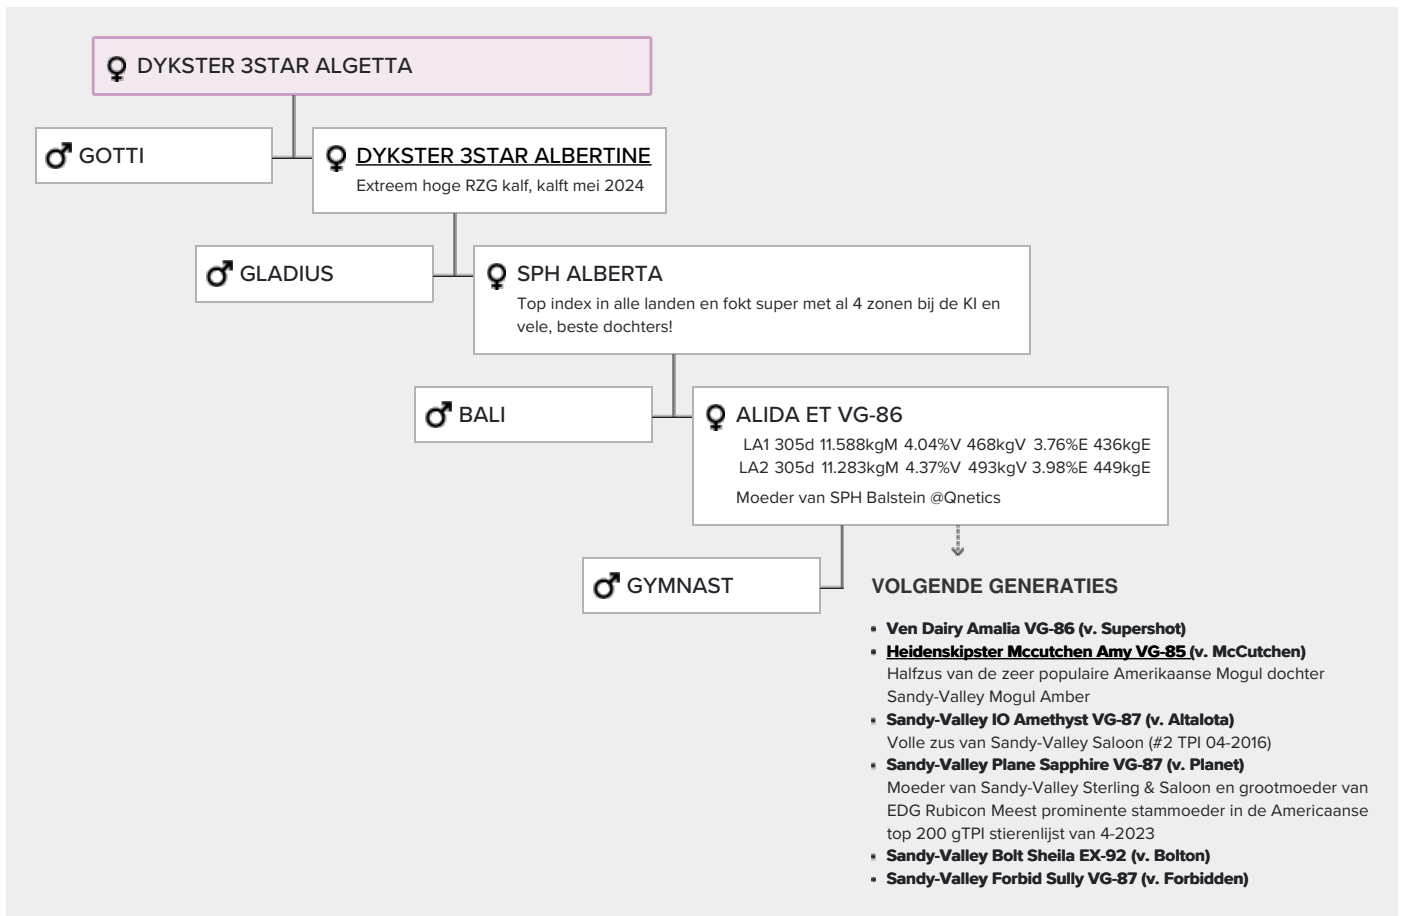 DYKSTER 3STAR ALGETTA
GOTTI
DYKSTER 3STAR ALBERTINE
Extreem hoge RZG kalf, kalft mei 2024
GLADIUS
SPH ALBERTA
Top index in alle landen en fokt super met al 4 zonen bij de KI en
vele, beste dochters!
BALI
ALIDA ET VG-86
LA1 305d 11.588kgM 4.04%V 468kgV 3.76%E 436kgE
LA2 305d 11.283kgM 4.37%V 493kgV 3.98%E 449kgE
Moeder van SPH Balstein @Qnetics
GYMNAST
VOLGENDE GENERATIES
Ven Dairy Amalia VG-86 (v. Supershot)
Heidenskipster Mccutchen Amy VG-85 (v. McCutchen)
Halfzus van de zeer populaire Amerikaanse Mogul dochter
Sandy-Valley Mogul Amber
Sandy-Valley IO Amethyst VG-87 (v. Altalota)
Volle zus van Sandy-Valley Saloon (#2 TPI 04-2016)
Sandy-Valley Plane Sapphire VG-87 (v. Planet)
Moeder van Sandy-Valley Sterling & Saloon en grootmoeder van
EDG Rubicon Meest prominente stammoeder in de Americaanse
top 200 gTPI stierenlijst van 4-2023
Sandy-Valley Bolt Sheila EX-92 (v. Bolton)
Sandy-Valley Forbid Sully VG-87 (v. Forbidden)